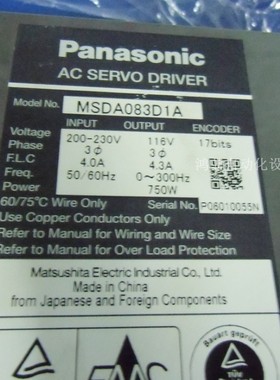 Panasonic
AC SERVO DRIVER
Model No. MSDA083D1A
INPUT OUTPUT ENCODER
Voltage 200-230V 116V 17bits
Phase 3ϕ 3ϕ
F.L.C 4.0A 4.3A
Freq. 50/60Hz 0~300Hz
Power 750W
60/75℃ Wire Only Serial No. P06010055N
Use Copper Conductors Only
Refer to Manual for Wiring and Wire Size
Refer to Manual for Over Load Protection
Matsushita Electric Industrial Co., Ltd.
Made in China
from Japanese and Foreign Components
Bauart geprüft